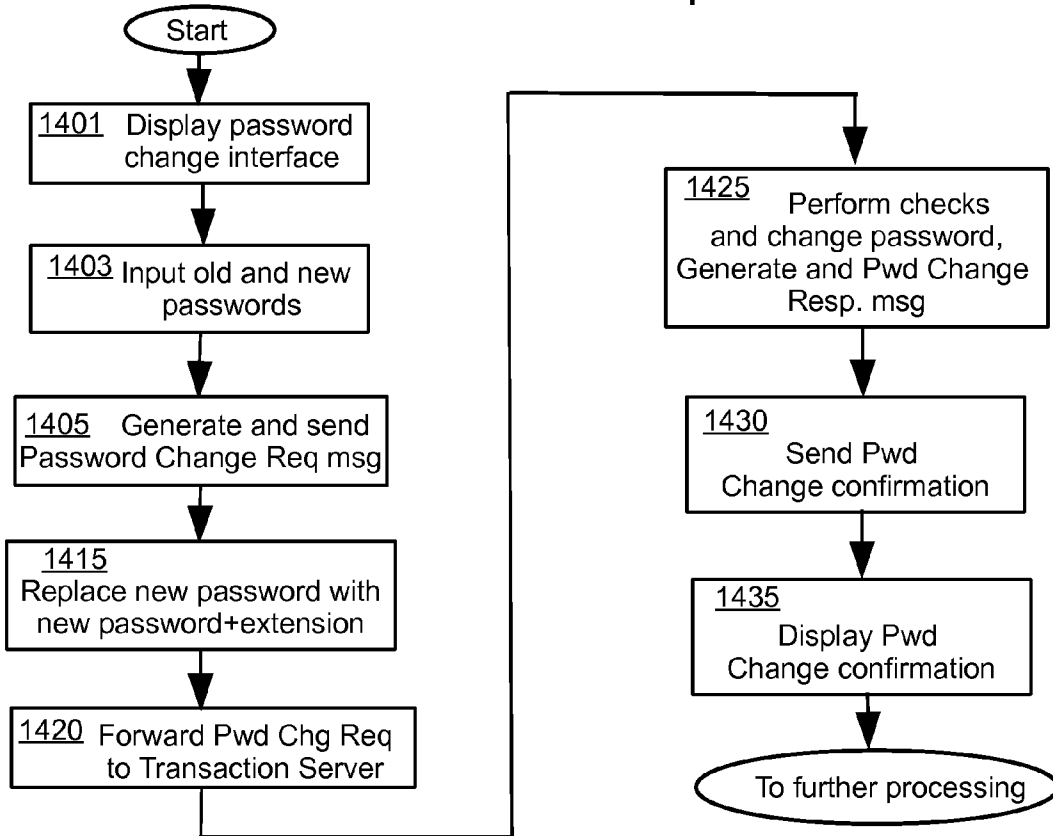 Start
1401 Display password
change interface
1403 Input old and new
passwords
1405 Generate and send
Password Change Req msg
1415
Replace new password with
new password+extension
1420 Forward Pwd Chg Req
to Transaction Server
1425
Perform checks
and change password,
Generate and Pwd Change
Resp. msg
1430
Send Pwd
Change confirmation
1435
Display Pwd
Change confirmation
To further processing